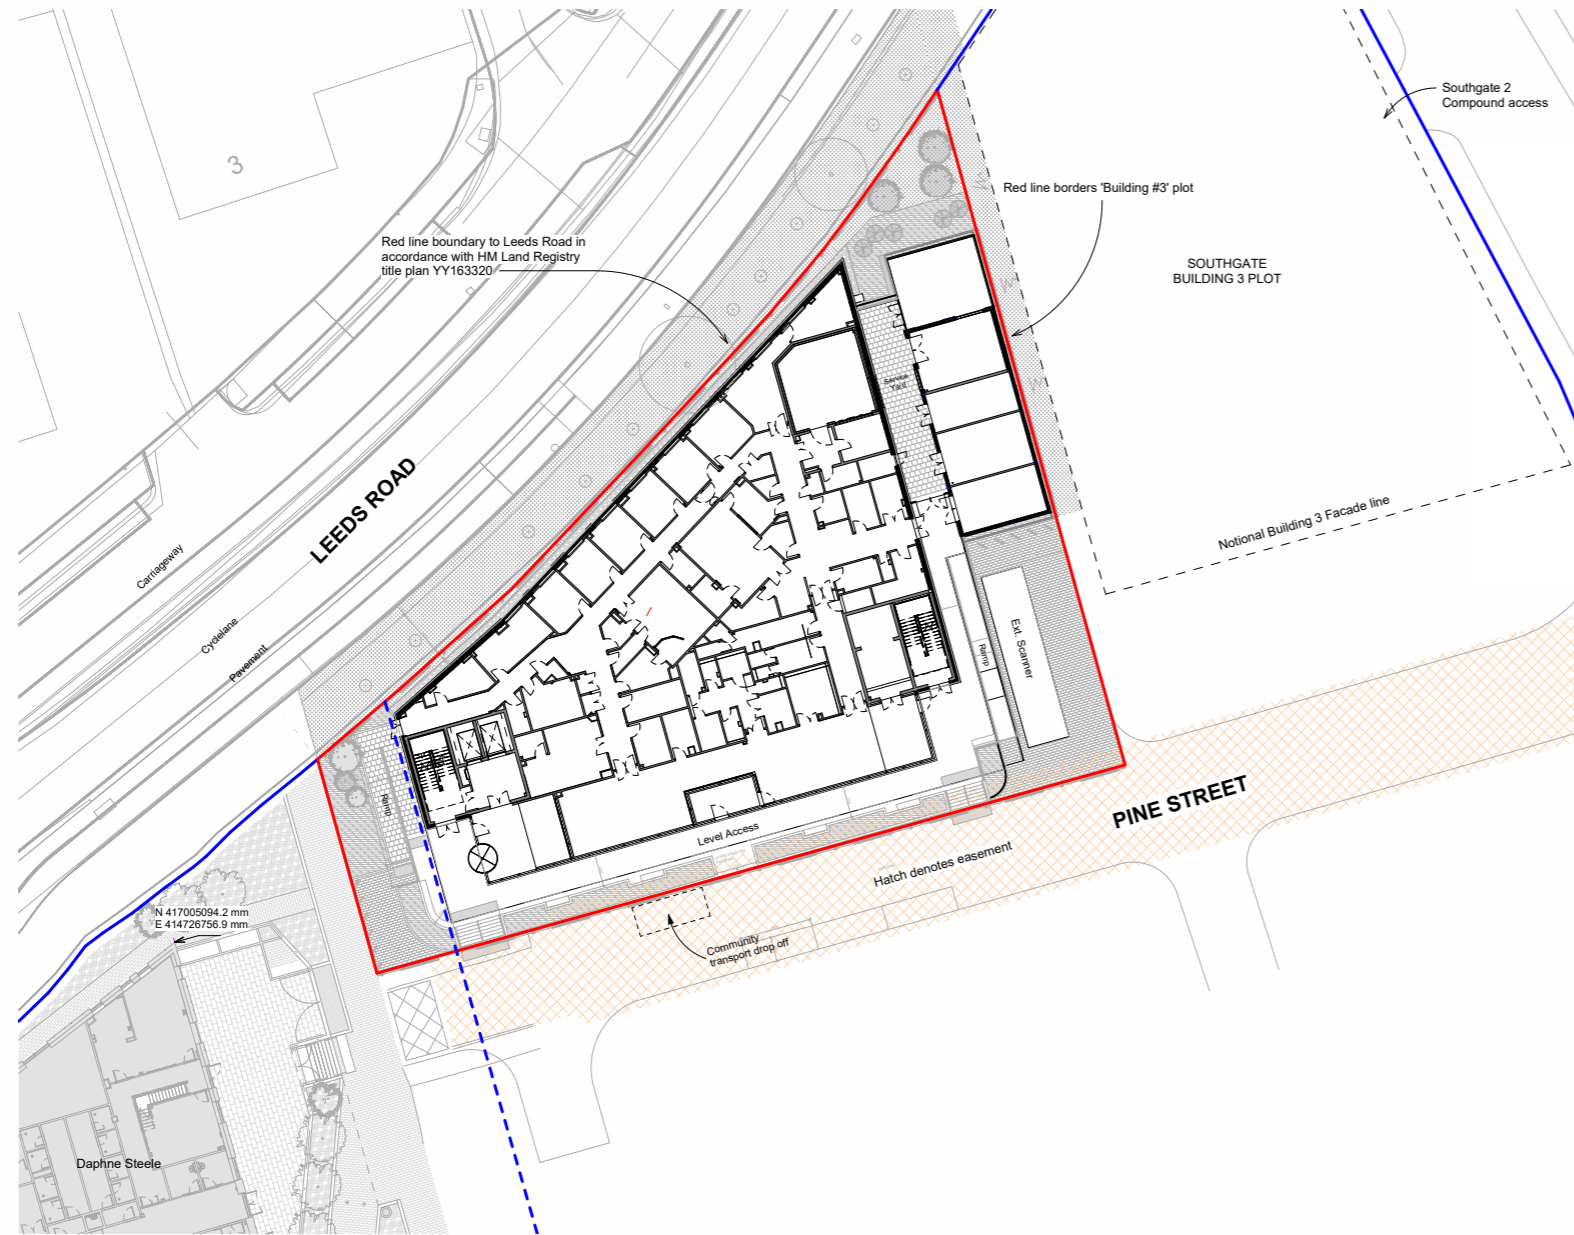 Southgate 2
Compound access
3
Red line borders 'Building #3' plot
Red line boundary to Leeds Road in
accordance with HM Land Registry
title plan YY163320
SOUTHGATE
BUILDING 3 PLOT
W
W
W
Service
Yard
LEEDS ROAD
Carriageway
Cyclelane
Pavement
Notional Building 3 Facade line
Ext. Scanner
Ramp
Ramp
Level Access
PINE STREET
Hatch denotes easement
Community
transport drop off
N 417005094.2 mm
E 414726756.9 mm
Daphne Steele